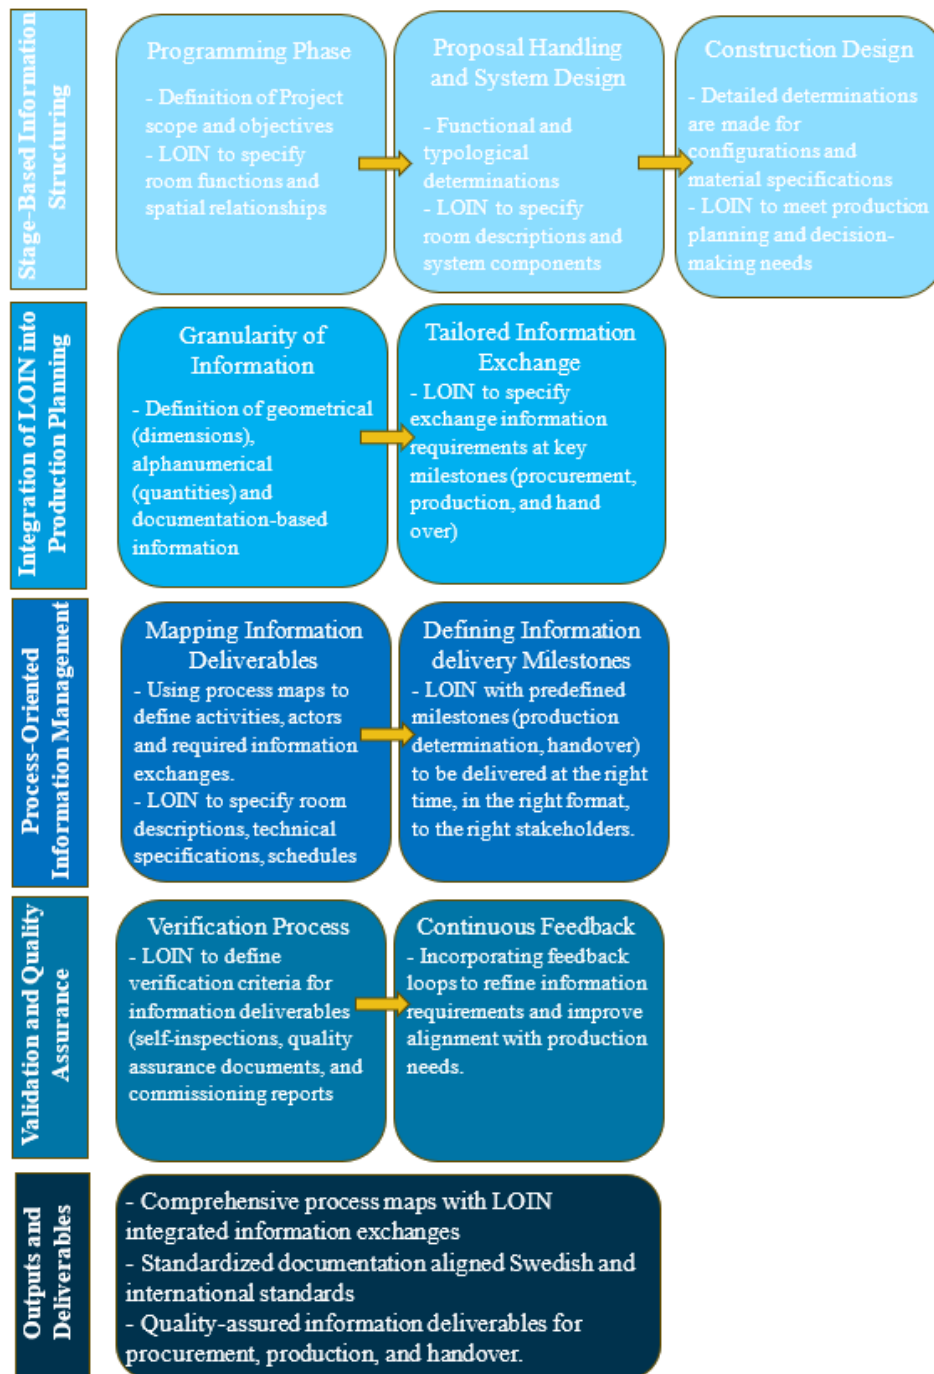 Stage-Based Information
Structuring
Programming Phase
- Definition of Project
scope and objectives
- LOIN to specify
room functions and
spatial relationships
Proposal Handling
and System Design
- Functional and
typological
determinations
- LOIN to specify
room descriptions and
system components
Construction Design
- Detailed determinations
are made for
configurations and
material specifications
- LOIN to meet production
planning and decision-
making needs
Integration of LOIN into
Production Planning
Granularity of
Information
- Definition of geometrical
(dimensions),
alphanumerical
(quantities) and
documentation-based
information
Tailored Information
Exchange
- LOIN to specify
exchange information
requirements at key
milestones (procurement,
production, and hand
over)
Process-Oriented
Information Management
Mapping Information
Deliverables
- Using process maps to
define activities, actors
and required information
exchanges.
- LOIN to specify room
descriptions, technical
specifications, schedules
Defining Information
delivery Milestones
- LOIN with predefined
milestones (production
determination, handover)
to be delivered at the right
time, in the right format,
to the right stakeholders.
Validation and Quality
Assurance
Verification Process
- LOIN to define
verification criteria for
information deliverables
(self-inspections, quality
assurance documents, and
commissioning reports
Continuous Feedback
- Incorporating feedback
loops to refine information
requirements and improve
alignment with production
needs.
Outputs and
Deliverables
- Comprehensive process maps with LOIN
integrated information exchanges
- Standardized documentation aligned Swedish and
international standards
- Quality-assured information deliverables for
procurement, production, and handover.